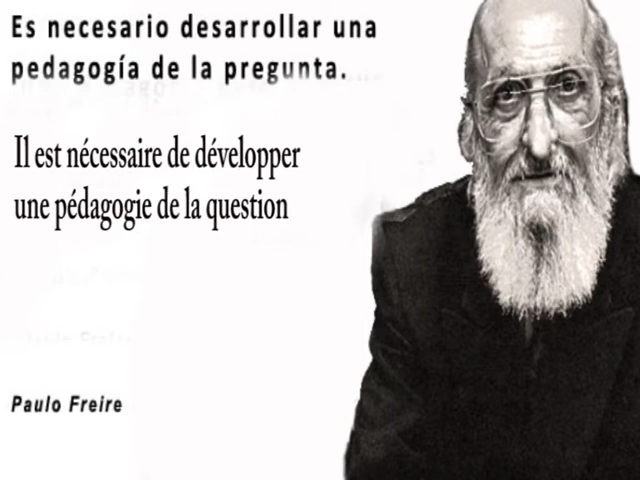 Es necesario desarrollar una
pedagogía de la pregunta.
Il est nécessaire de développer
une pédagogie de la question
Paulo Freire